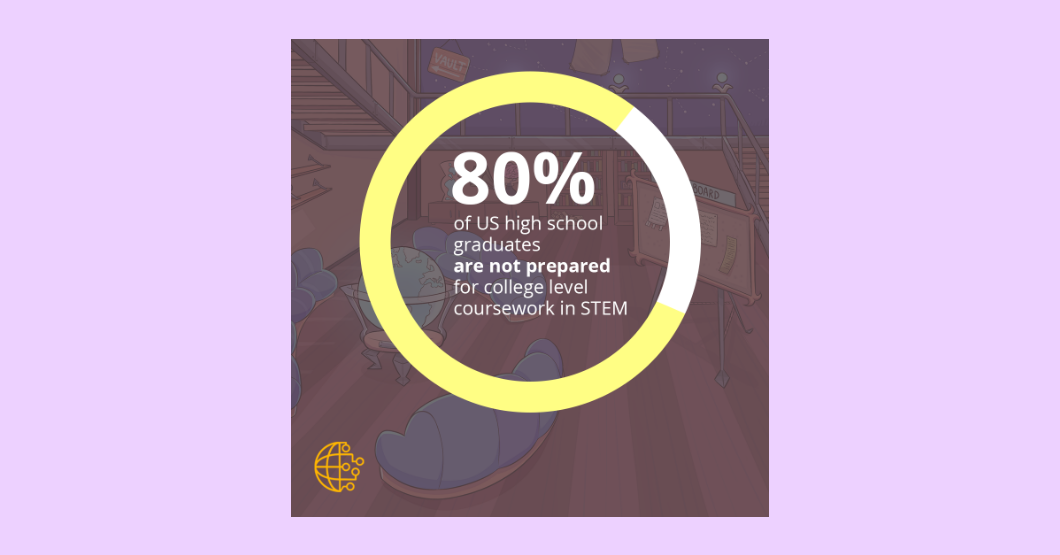 VAULT
80%
of US high school
graduates
are not prepared
for college level
coursework in STEM
BOARD